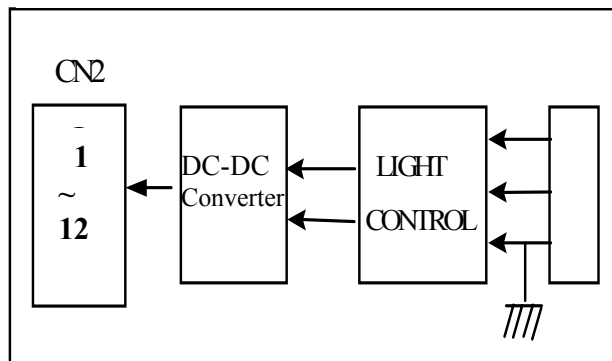 CN2
1
~
12
DC-DC
Converter
LIGHT
CONTROL